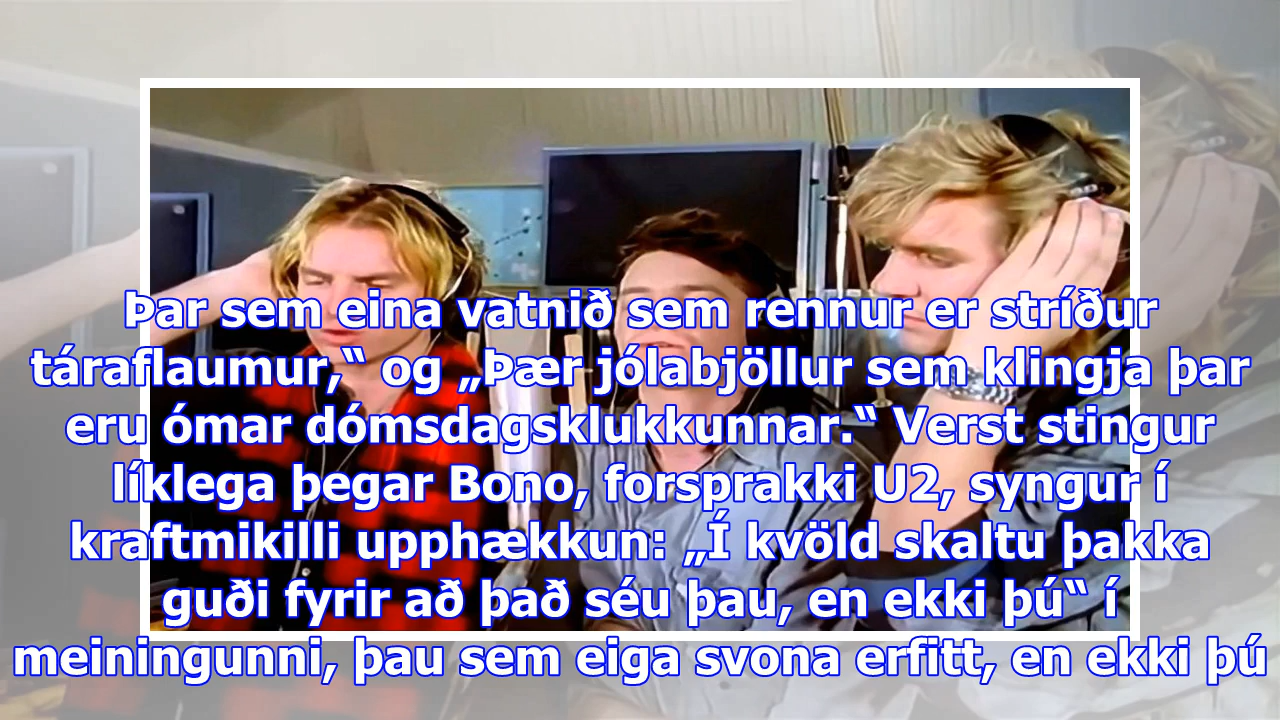 Þar sem eina vatnið sem rennur er stríður
táraflaumur,“ og „Þær jólabjöllur sem klingja þar
eru ómar dómsdagsklukkunnar.“ Verst stingur
líklega þegar Bono, forsprakki U2, syngur í
kraftmikilli upphækkun: „Í kvöld skaltu þakka
guði fyrir að það séu þau, en ekki þú“ í
meiningunni, þau sem eiga svona erfitt, en ekki þú